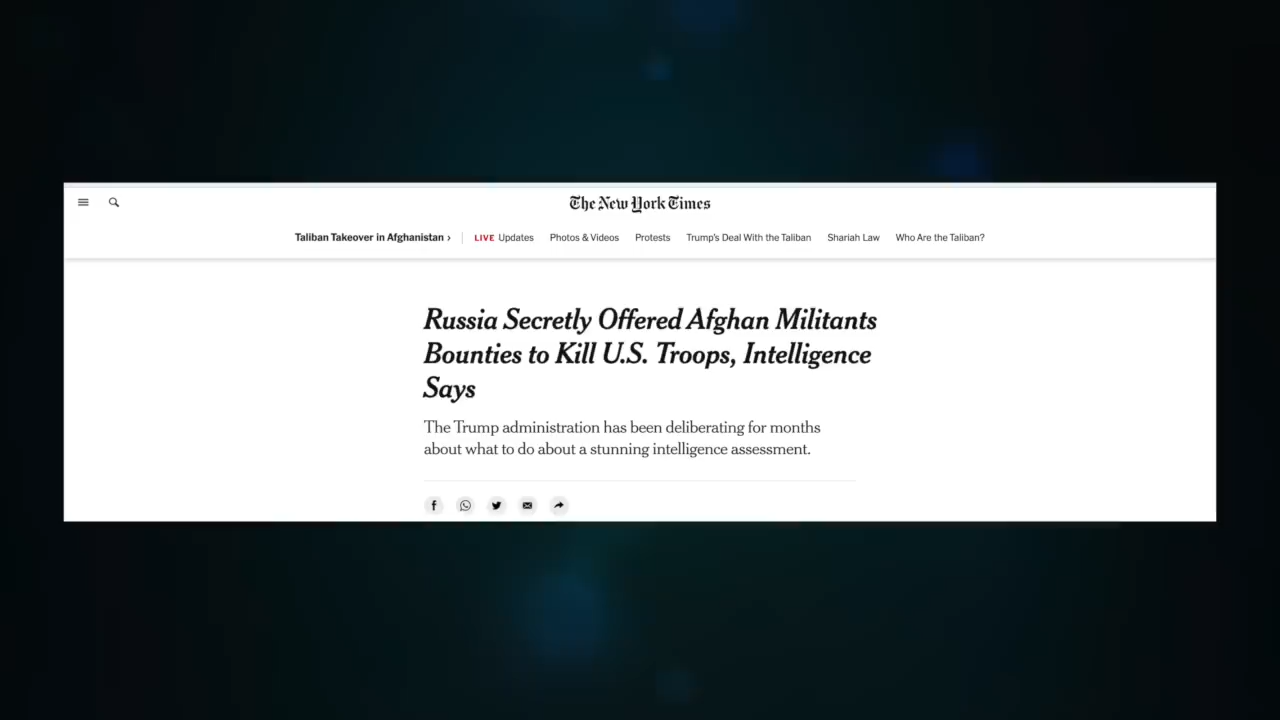 The New York Times
Taliban Takeover in Afghanistan › LIVE Updates Photos & Videos Protests Trump's Deal With the Taliban Shariah Law Who Are the Taliban?
Russia Secretly Offered Afghan Militants
Bounties to Kill U.S. Troops, Intelligence
Says
The Trump administration has been deliberating for months
about what to do about a stunning intelligence assessment.